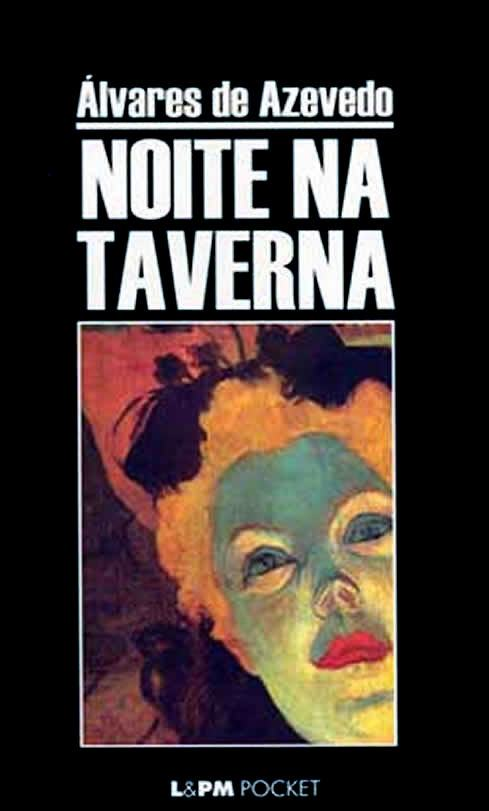 Álvares de Azevedo
NOITE NA
TAVERNA
L&PM POCKET